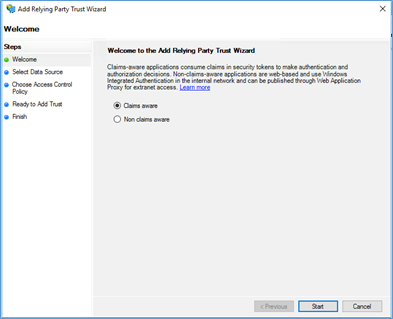 Add Relying Party Trust Wizard
Welcome
Steps
Welcome
Select Data Source
Choose Access Control
Policy
Ready to Add Trust
Finish
Welcome to the Add Relying Party Trust Wizard
Claims-aware applications consume claims in security tokens to make authentication and
authorization decisions. Non-claims-aware applications are web-based and use Windows
Integrated Authentication in the internal network and can be published through Web Application
Proxy for extranet access. Learn more
Claims aware
Non claims aware
< Previous
Start
Cancel